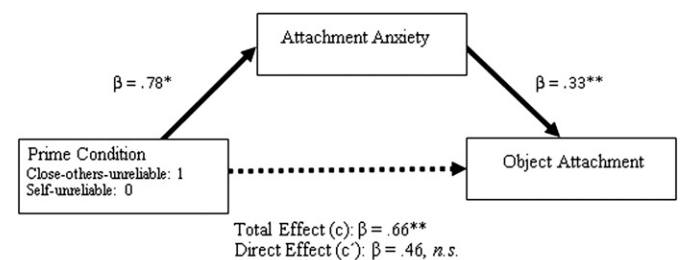 Attachment Anxiety
β = .78*
β = .33**
Prime Condition
Close-others-unreliable: 1
Self-unreliable: 0
Object Attachment
Total Effect (c): β = .66**
Direct Effect (c´): β = .46, n.s.